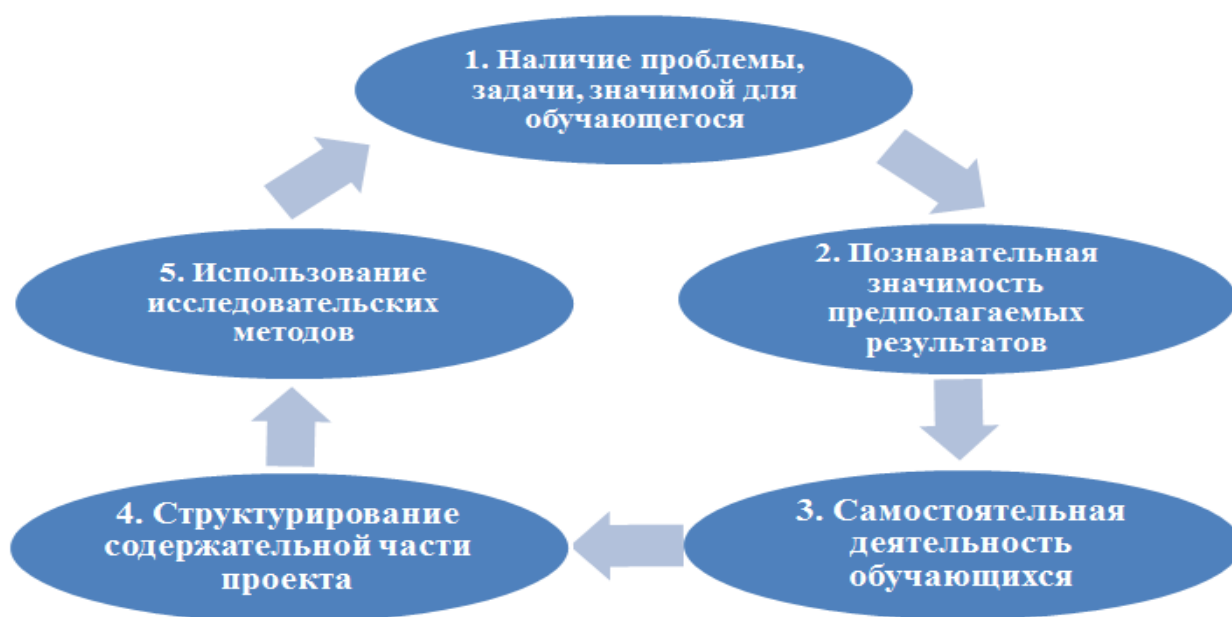 1. Наличие проблемы,
задачи, значимой для
обучающегося
2. Познавательная
значимость
предполагаемых
результатов
3. Самостоятельная
деятельность
обучающихся
4. Структурирование
содержательной части
проекта
5. Использование
исследовательских
методов